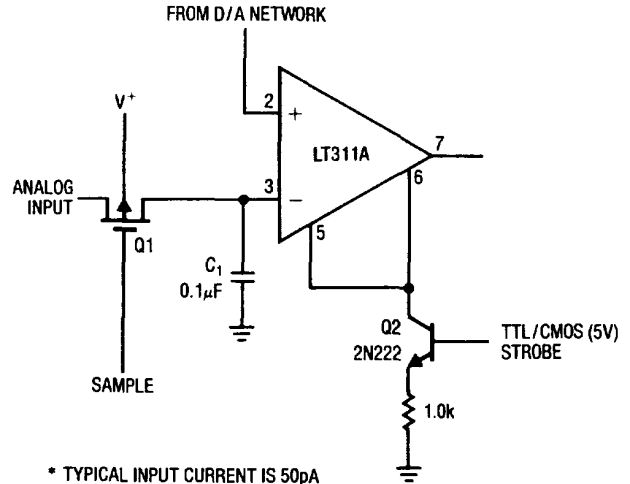 FROM D/A NETWORK
V+
2
+
LT311A
7
6
ANALOG
INPUT
3
−
5
Q1
C1
0.1μF
Q2
2N222
TTL/CMOS (5V)
STROBE
SAMPLE
1.0k
* TYPICAL INPUT CURRENT IS 50pA